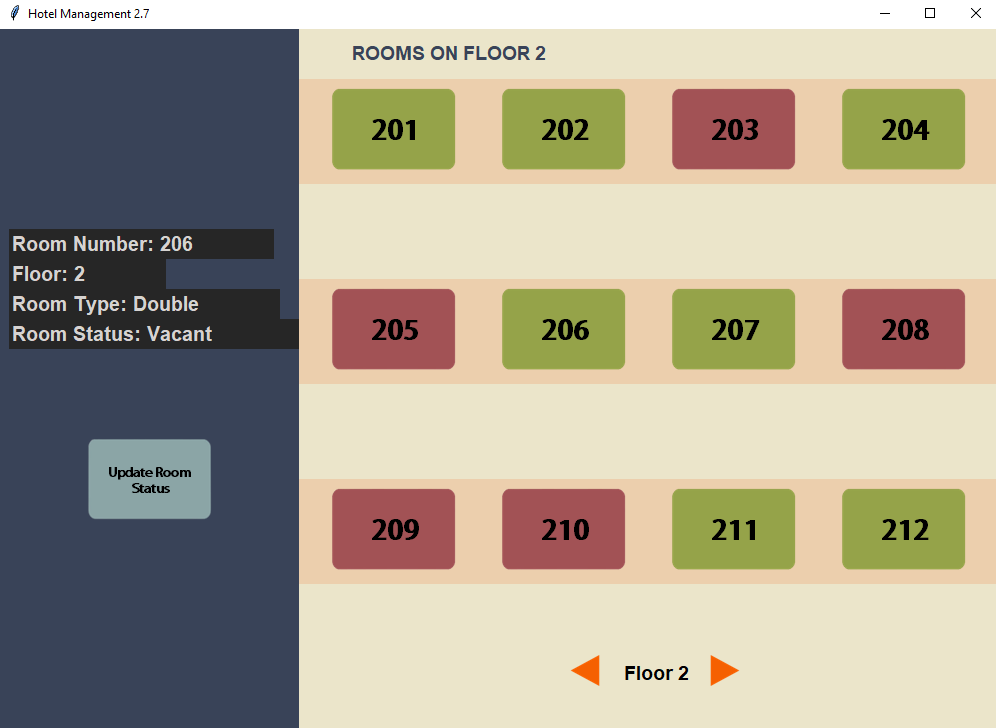 Hotel Management 2.7
ROOMS ON FLOOR 2
201 202 203 204
Room Number: 206
Floor: 2
Room Type: Double
Room Status: Vacant
205 206 207 208
Update Room
Status
209 210 211 212
Floor 2